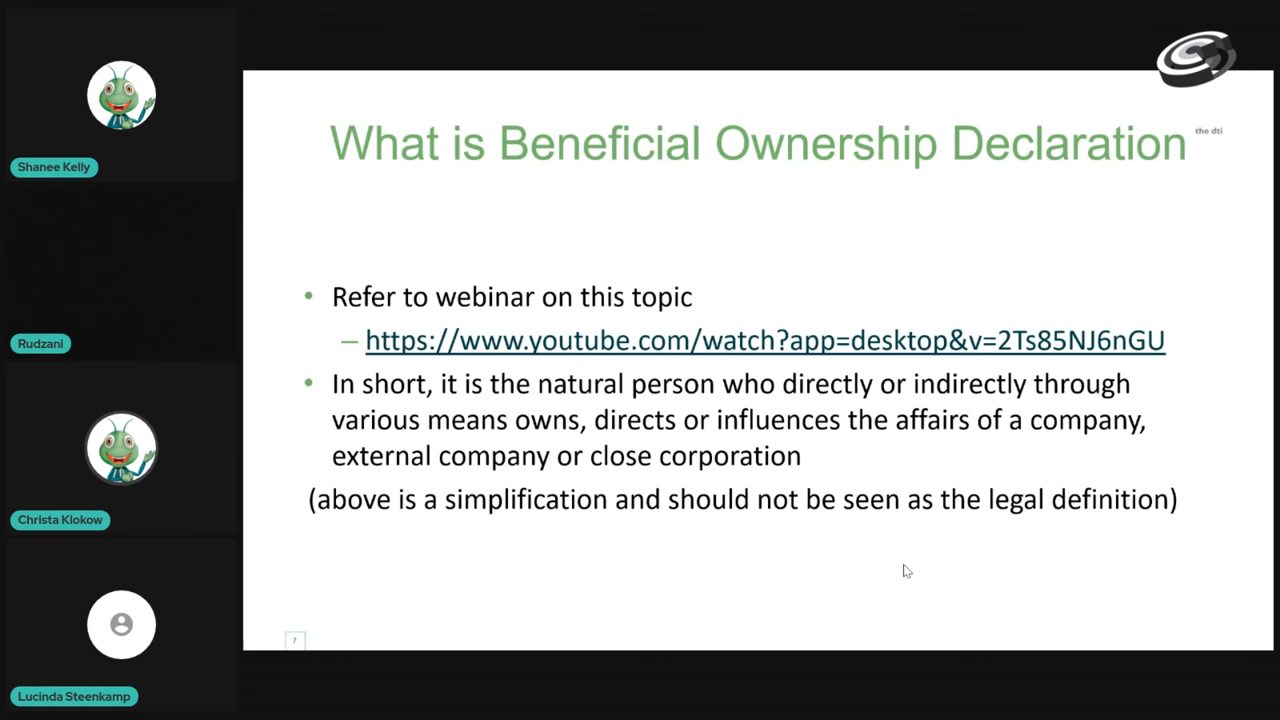 Shanee Kelly
Rudzani
Christa Klokow
Lucinda Steenkamp
the dti
What is Beneficial Ownership Declaration
• Refer to webinar on this topic
– https://www.youtube.com/watch?app=desktop&v=2Ts85NJ6nGU
• In short, it is the natural person who directly or indirectly through
various means owns, directs or influences the affairs of a company,
external company or close corporation
(above is a simplification and should not be seen as the legal definition)
7